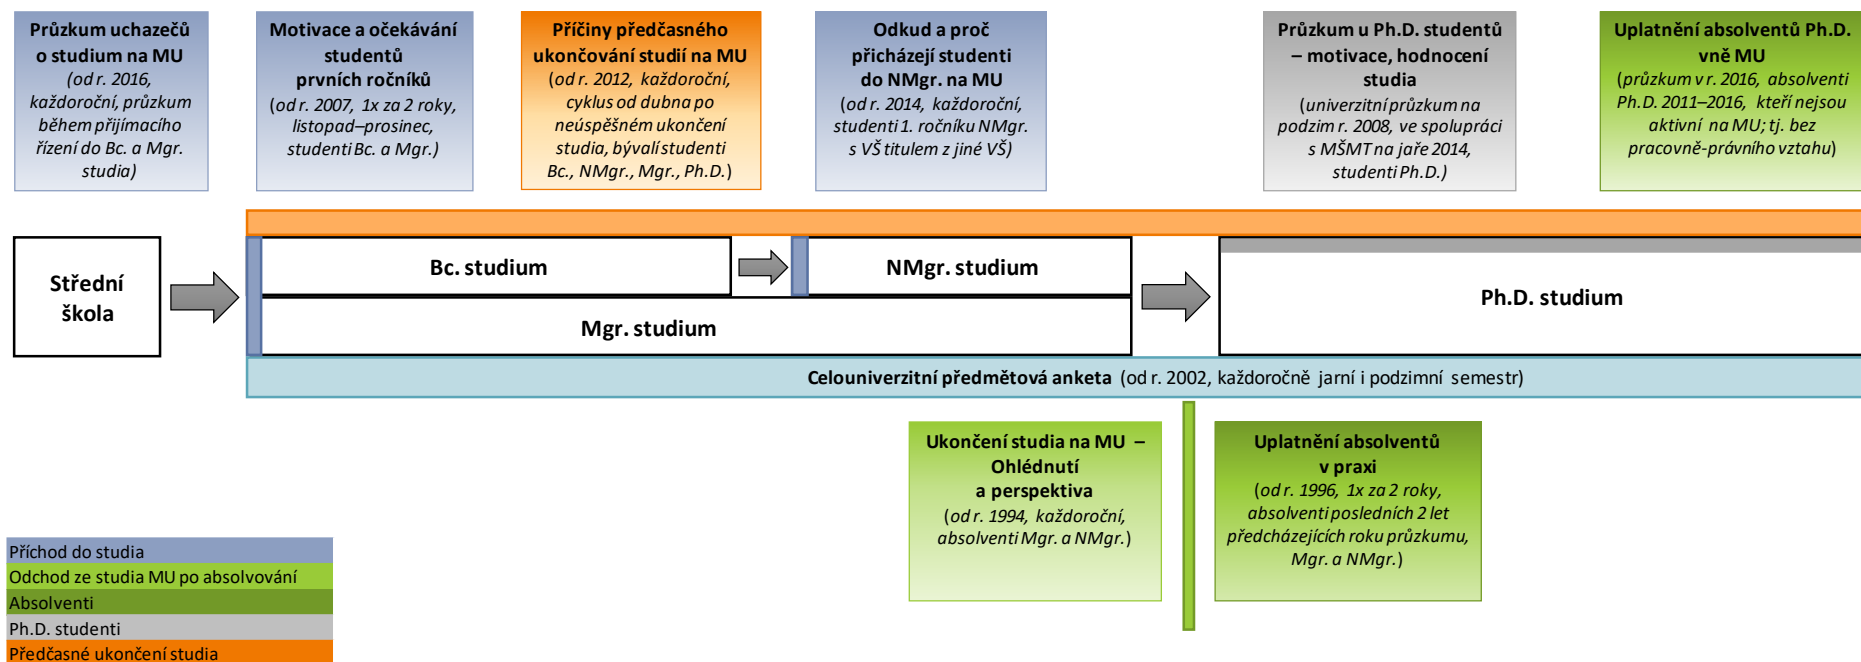 Průzkum uchazečů
o studium na MU
(od r. 2016,
každoroční, průzkum
během přijímacího
řízení do Bc. a Mgr.
studia)
Motivace a očekávání
studentů
prvních ročníků
(od r. 2007, 1x za 2 roky,
listopad–prosinec,
studenti Bc. a Mgr.)
Příčiny předčasného
ukončování studií na MU
(od r. 2012, každoroční,
cyklus od dubna po
neúspěšném ukončení
studia, bývalí studenti
Bc., NMgr., Mgr., Ph.D.)
Odkud a proč
přicházejí studenti
do NMgr. na MU
(od r. 2014, každoroční,
studenti 1. ročníku NMgr.
s VŠ titulem z jiné VŠ)
Průzkum u Ph.D. studentů
– motivace, hodnocení
studia
(univerzitní průzkum na
podzim r. 2008, ve spolupráci
s MŠMT na jaře 2014,
studenti Ph.D.)
Uplatnění absolventů Ph.D.
vně MU
(průzkum v r. 2016, absolventi
Ph.D. 2011–2016, kteří nejsou
aktivní na MU; tj. bez
pracovně-právního vztahu)
Střední
škola
Bc. studium
NMgr. studium
Mgr. studium
Ph.D. studium
Celouniverzitní předmětová anketa (od r. 2002, každoročně jarní i podzimní semestr)
Ukončení studia na MU –
Ohlédnutí
a perspektiva
(od r. 1994, každoroční,
absolventi Mgr. a NMgr.)
Uplatnění absolventů
v praxi
(od r. 1996, 1x za 2 roky,
absolventi posledních 2 let
předcházejících roku průzkumu,
Mgr. a NMgr.)
Příchod do studia
Odchod ze studia MU po absolvování
Absolventi
Ph.D. studenti
Předčasné ukončení studia